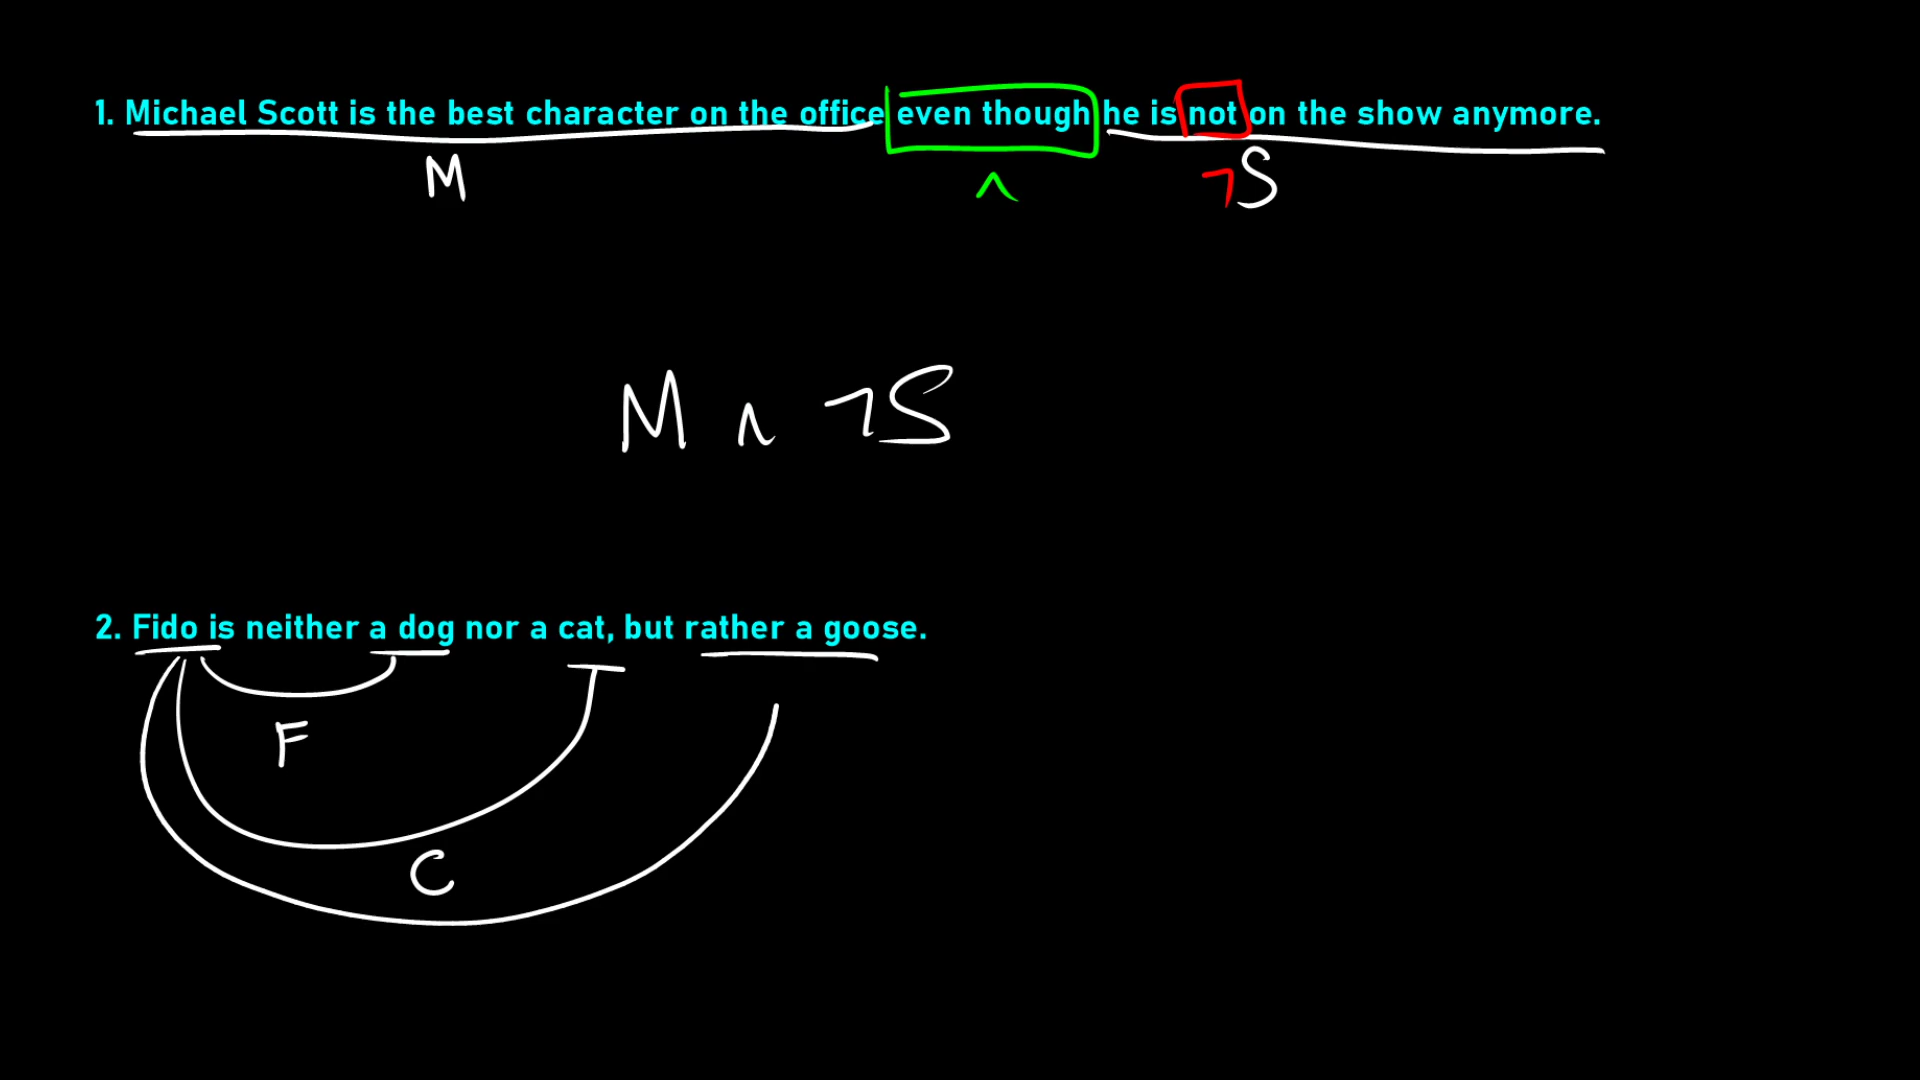 1. Michael Scott is the best character on the office even though he is not on the show anymore.
M ∧ ¬S
M ∧ ¬S
2. Fido is neither a dog nor a cat, but rather a goose.
F
C